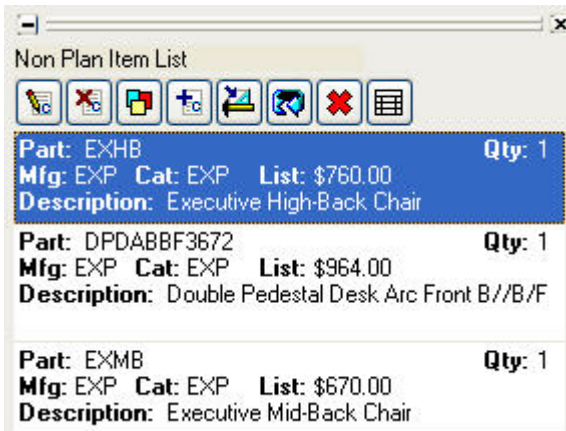 Non Plan Item List
Part: EXHB Qty: 1
Mfg: EXP Cat: EXP List: $760.00
Description: Executive High-Back Chair
Part: DPDABBF3672 Qty: 1
Mfg: EXP Cat: EXP List: $964.00
Description: Double Pedestal Desk Arc Front B//B/F
Part: EXMB Qty: 1
Mfg: EXP Cat: EXP List: $670.00
Description: Executive Mid-Back Chair